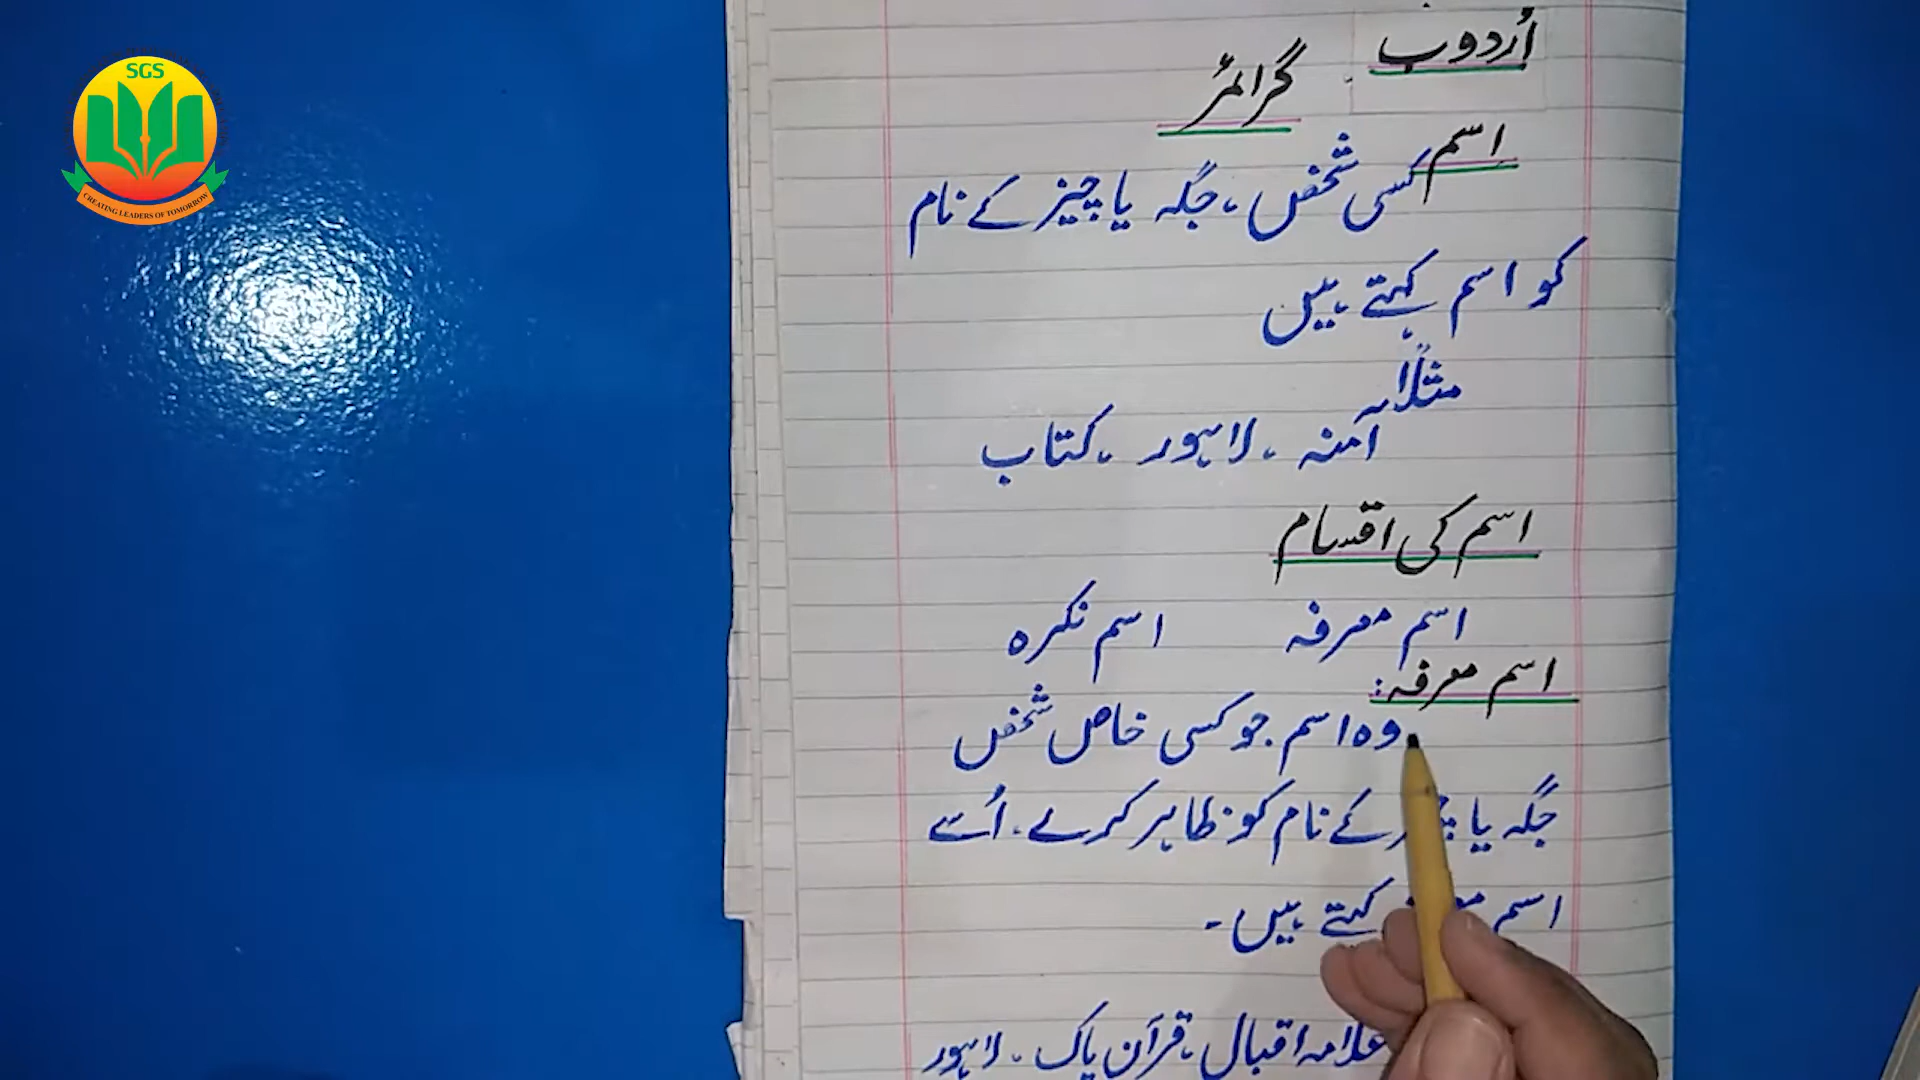 SGS
CREATING LEADERS OF TOMORROW
اُردو ب
گرائمر
اسم
کسی شخص ، جگہ یا چیز کے نام
کو اسم کہتے ہیں
مثلاً
آمنہ ، لاہور ، کتاب
اسم کی اقسام
اسم معرفہ اسم نکرہ
اسم معرفہ:
وہ اسم جو کسی خاص شخص
جگہ یا کے نام کو ظاہر کرے ، اُسے
اسم کہتے ہیں ۔
علامہ اقبال ، قرآن پاک ، لاہور